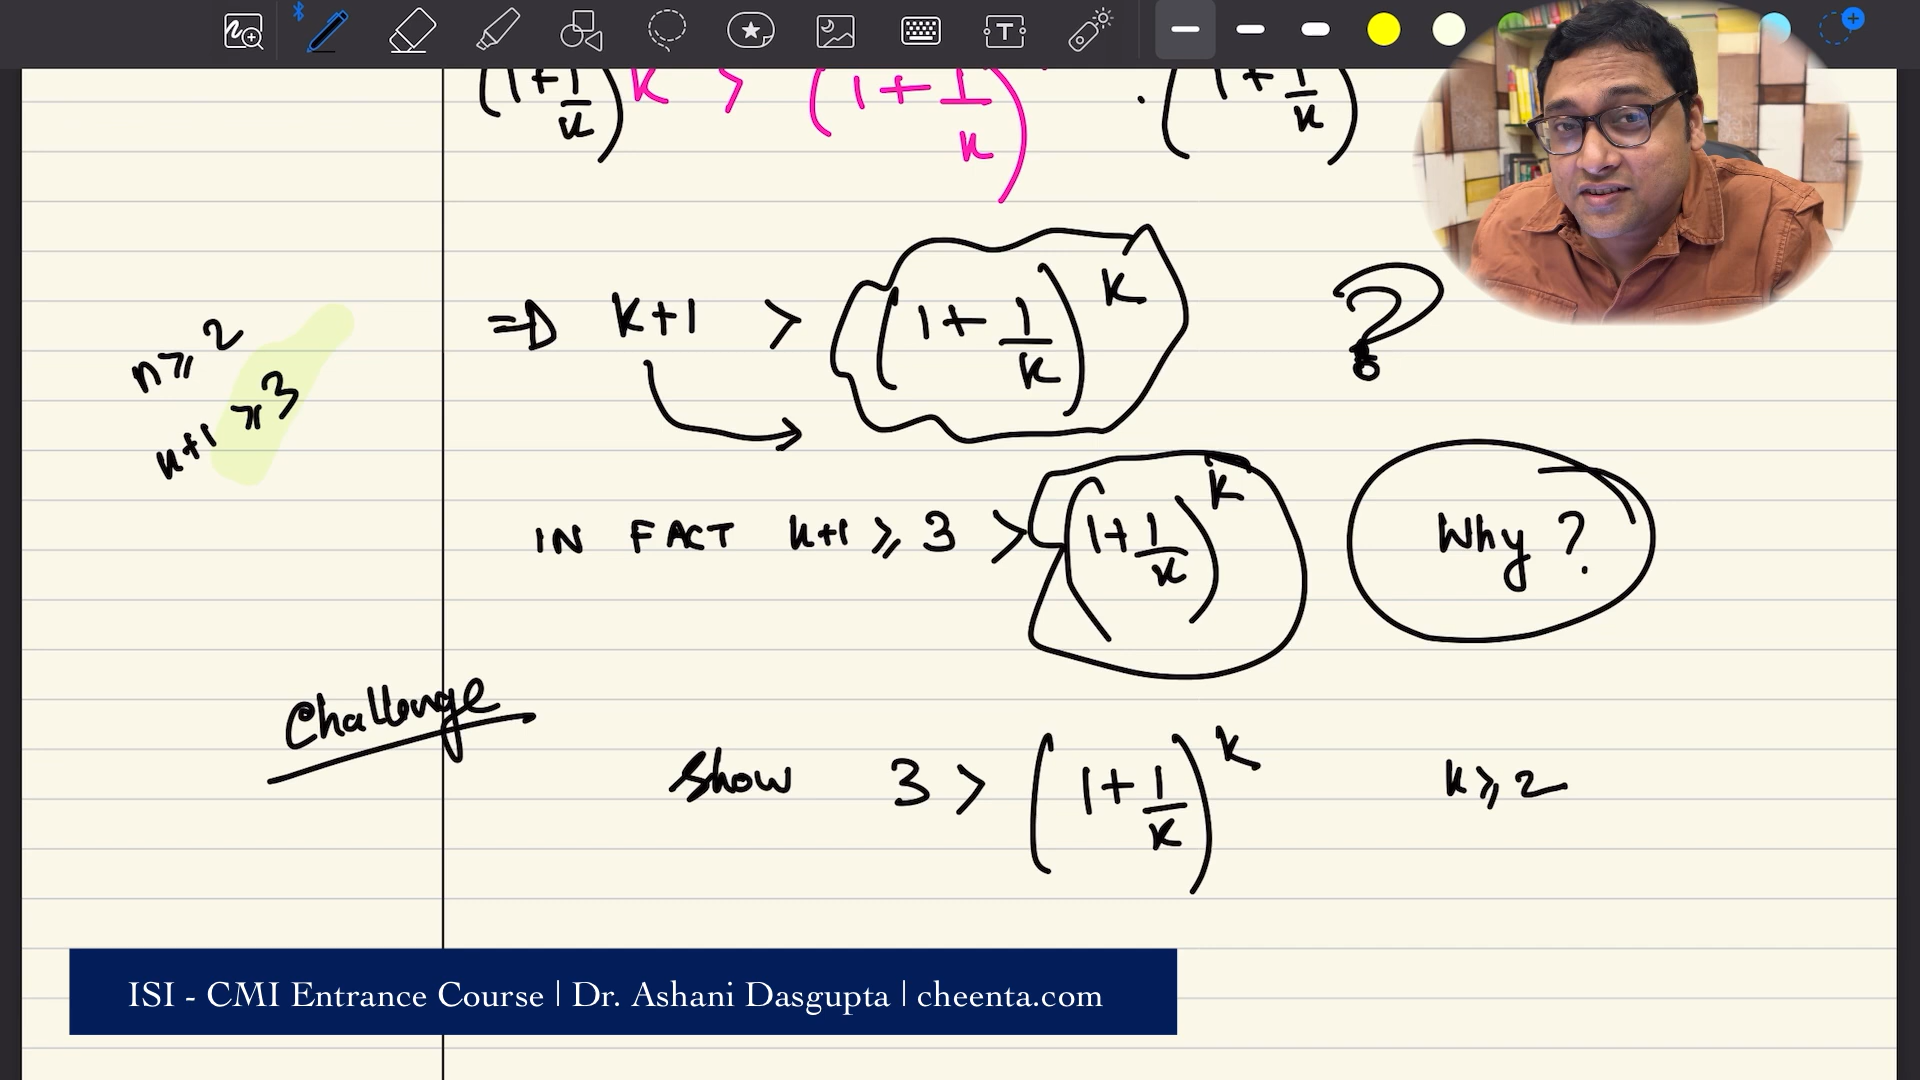 (1+1/k)^k > (1+1/k) · (1+1/k)
⇒ k+1 > (1+1/k)^k ?
n ⩾ 2
n+1 ⩾ 3
IN FACT k+1 ⩾ 3 > (1+1/k)^k Why?
Challenge
Show 3 > (1+1/k)^k k ⩾ 2
ISI - CMI Entrance Course | Dr. Ashani Dasgupta | cheenta.com